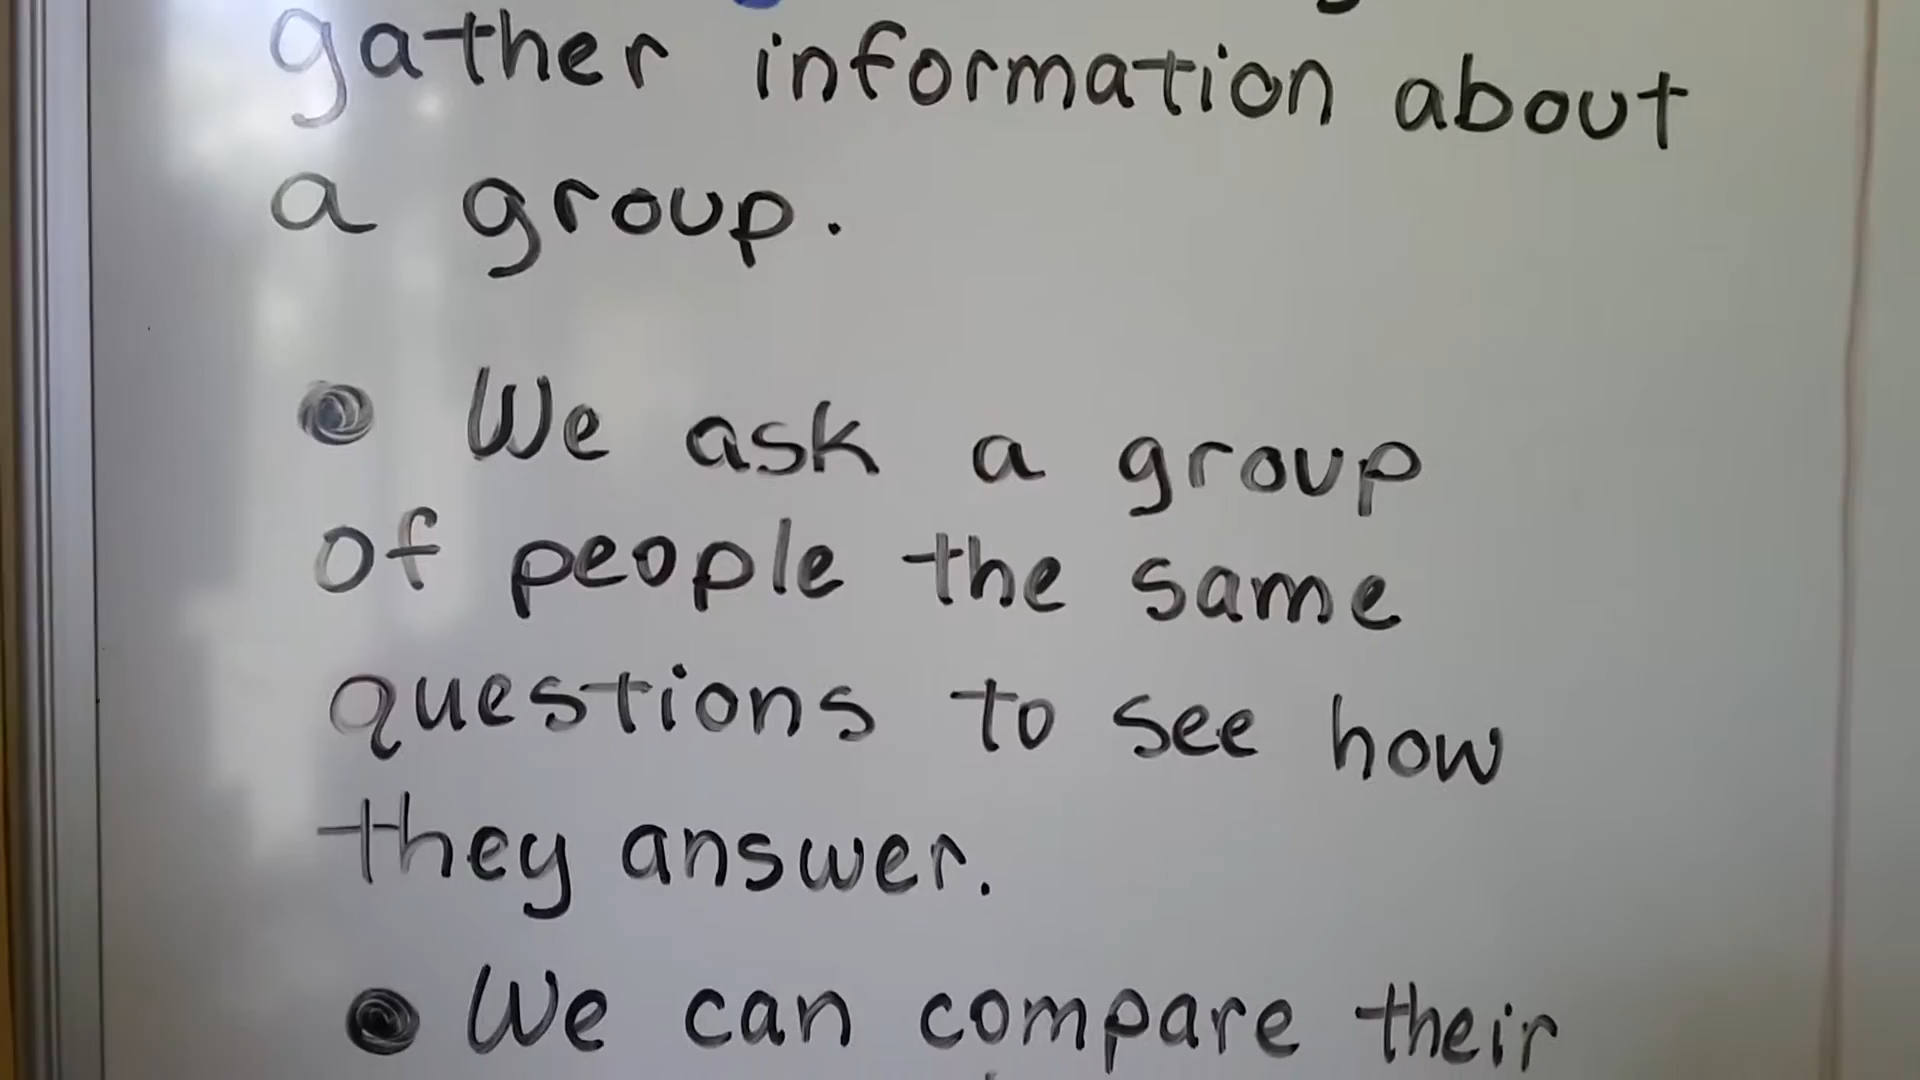 gather information about
a group.
We ask a group
of people the same
questions to see how
they answer.
We can compare their